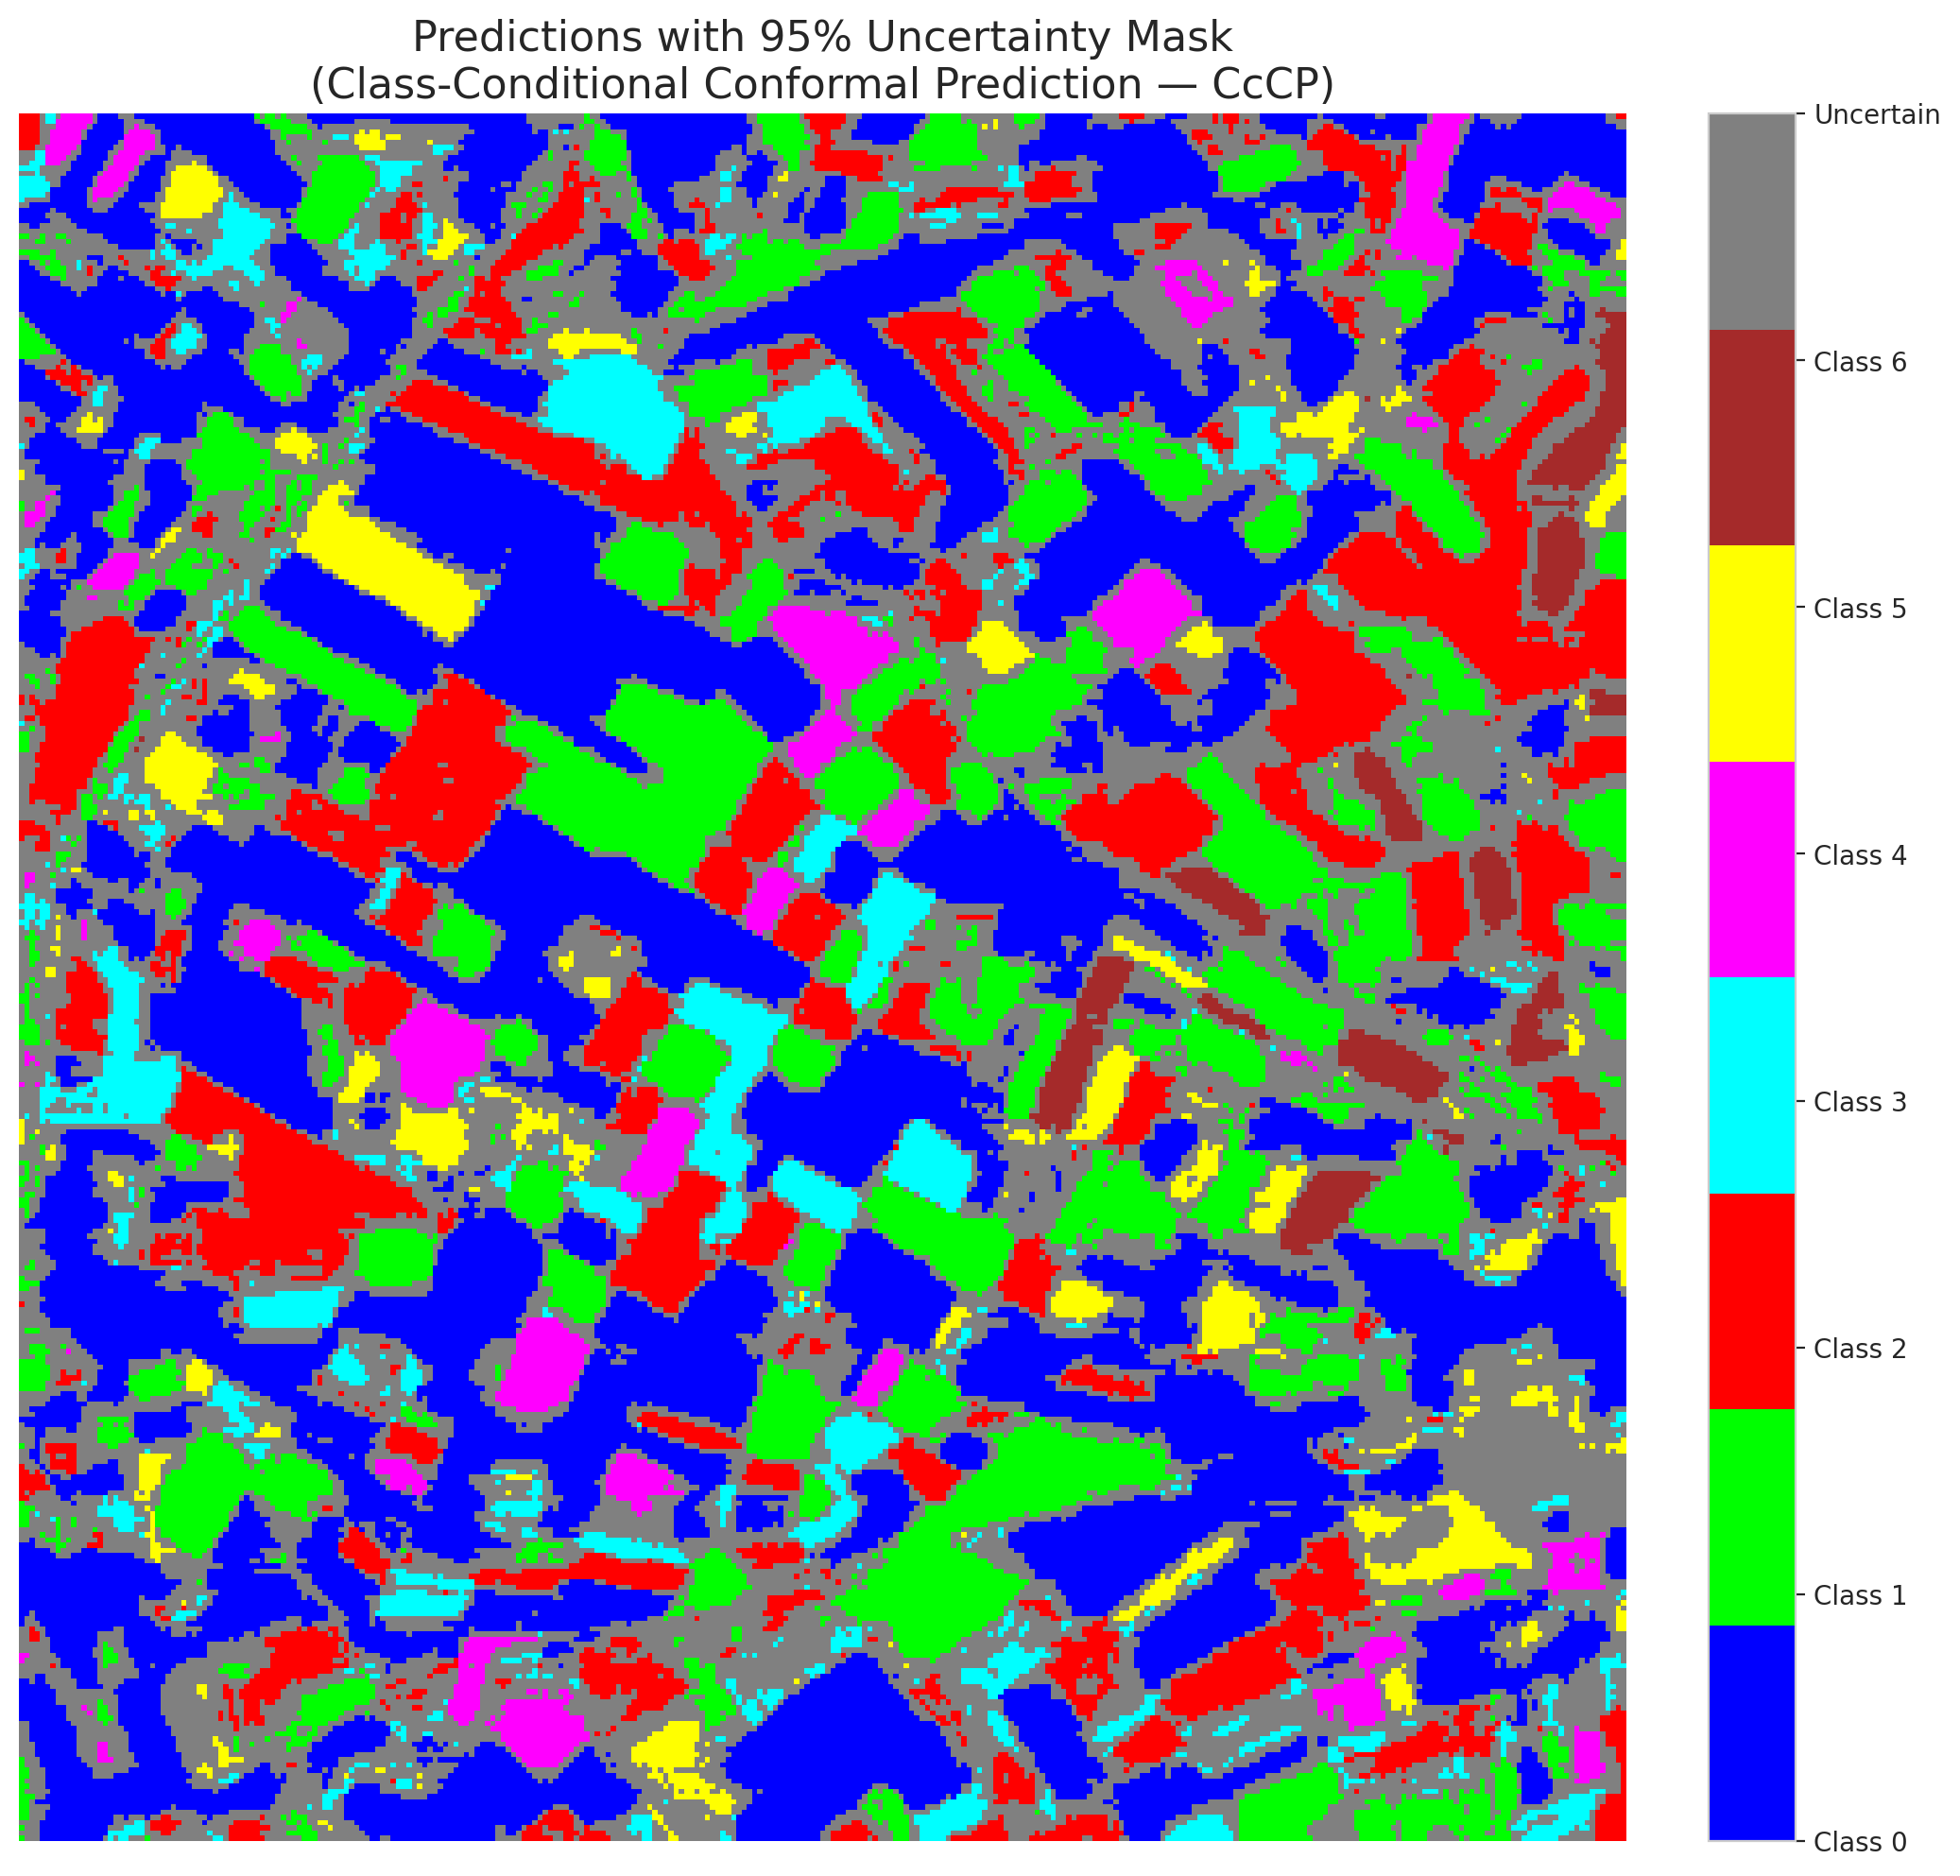 Predictions with 95% Uncertainty Mask
(Class-Conditional Conformal Prediction — CcCP)
Uncertain
Class 6
Class 5
Class 4
Class 3
Class 2
Class 1
Class 0